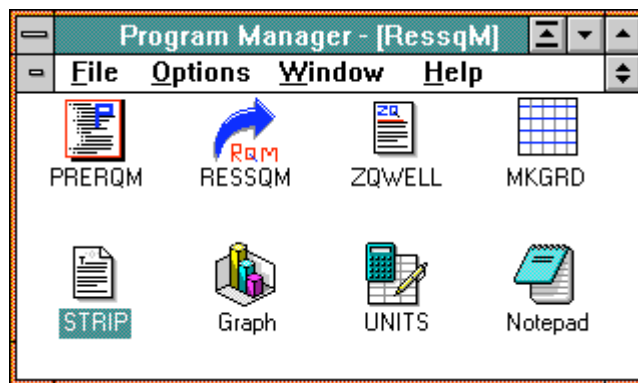 Program Manager - [RessqM]
File Options Window Help
PRERQM RESSQM ZQWELL MKGRD
STRIP Graph UNITS Notepad